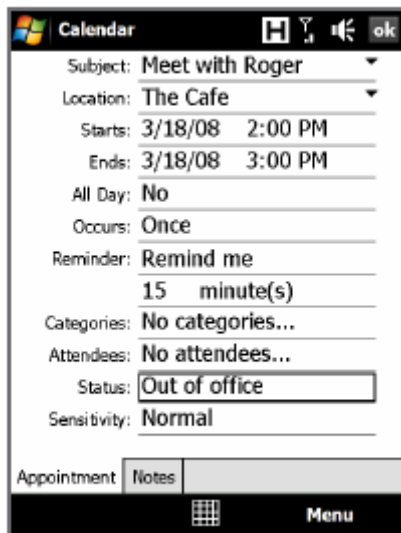 Calendar H ok
Subject: Meet with Roger
Location: The Cafe
Starts: 3/18/08 2:00 PM
Ends: 3/18/08 3:00 PM
All Day: No
Occurs: Once
Reminder: Remind me
15 minute(s)
Categories: No categories...
Attendees: No attendees...
Status: Out of office
Sensitivity: Normal
Appointment Notes
Menu